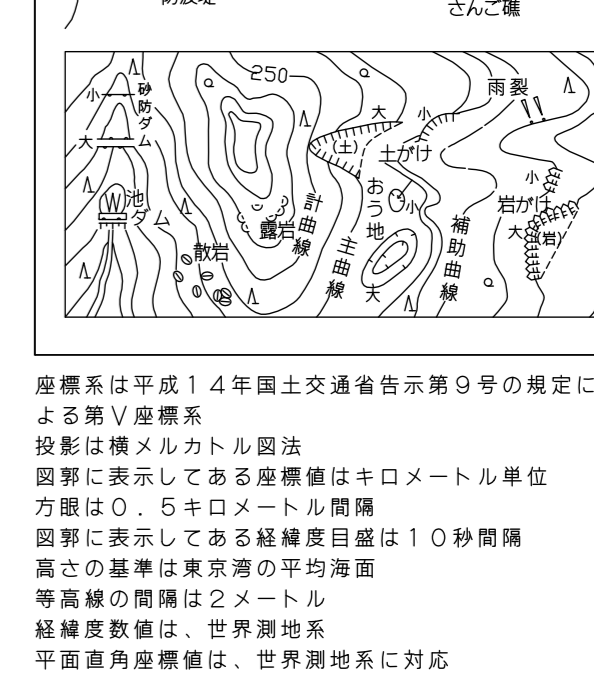 防波堤
さんご礁
250
雨裂
小
砂防ダム
大
小
大
(土)
土がけ
池
ダム
おう地
小
小
岩がけ
大
(岩)
計曲線
露岩
主曲線
補助曲線
散岩
大
座標系は平成14年国土交通省告示第9号の規定に
よる第Ⅴ座標系
投影は横メルカトル図法
図郭に表示してある座標値はキロメートル単位
方眼は0.5キロメートル間隔
図郭に表示してある経緯度目盛は10秒間隔
高さの基準は東京湾の平均海面
等高線の間隔は2メートル
経緯度数値は、世界測地系
平面直角座標値は、世界測地系に対応